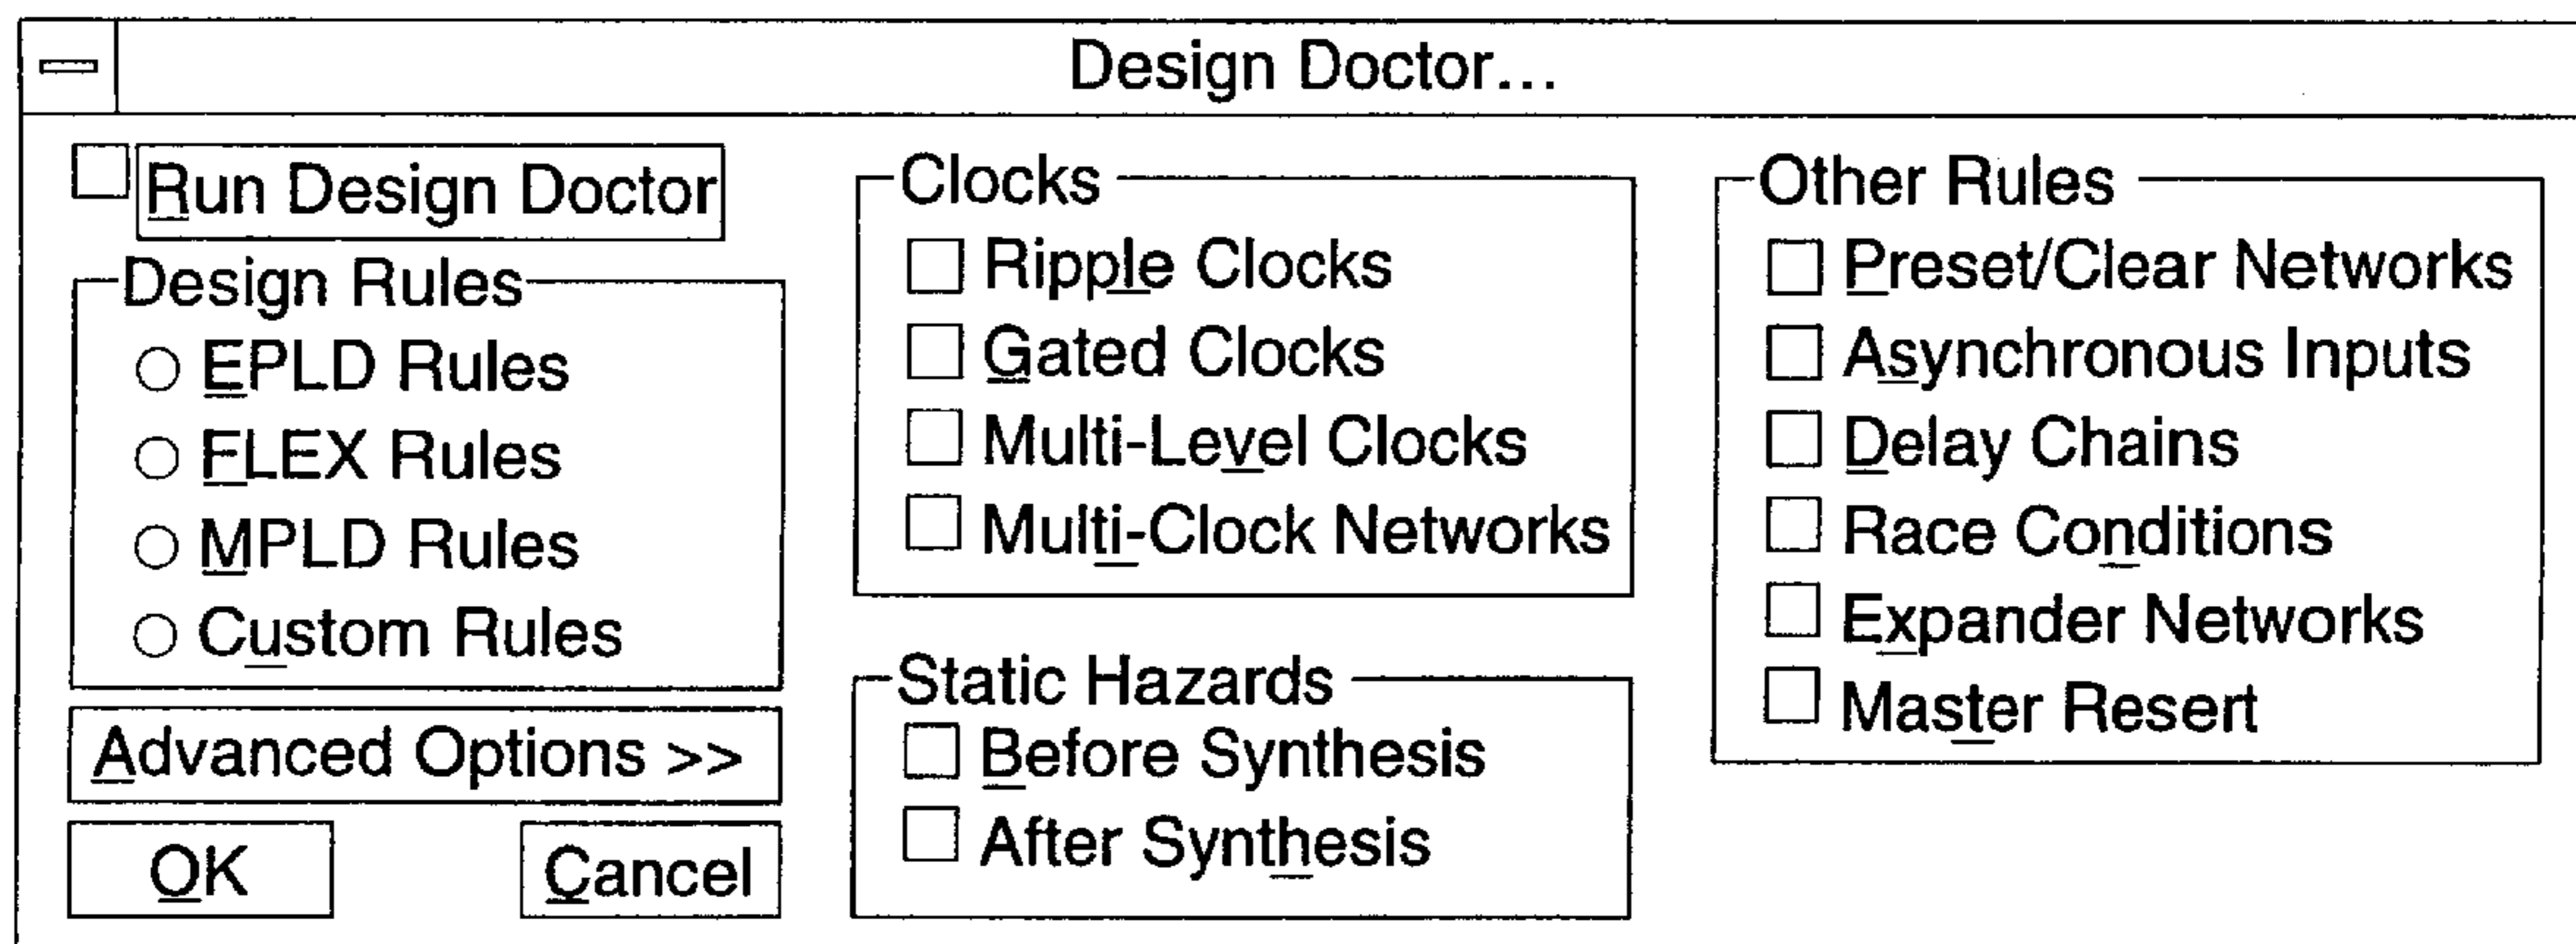 Design Doctor...
Run Design Doctor
Design Rules
EPLD Rules
FLEX Rules
MPLD Rules
Custom Rules
Advanced Options >>
OK
Cancel
Clocks
Ripple Clocks
Gated Clocks
Multi-Level Clocks
Multi-Clock Networks
Static Hazards
Before Synthesis
After Synthesis
Other Rules
Preset/Clear Networks
Asynchronous Inputs
Delay Chains
Race Conditions
Expander Networks
Master Resert